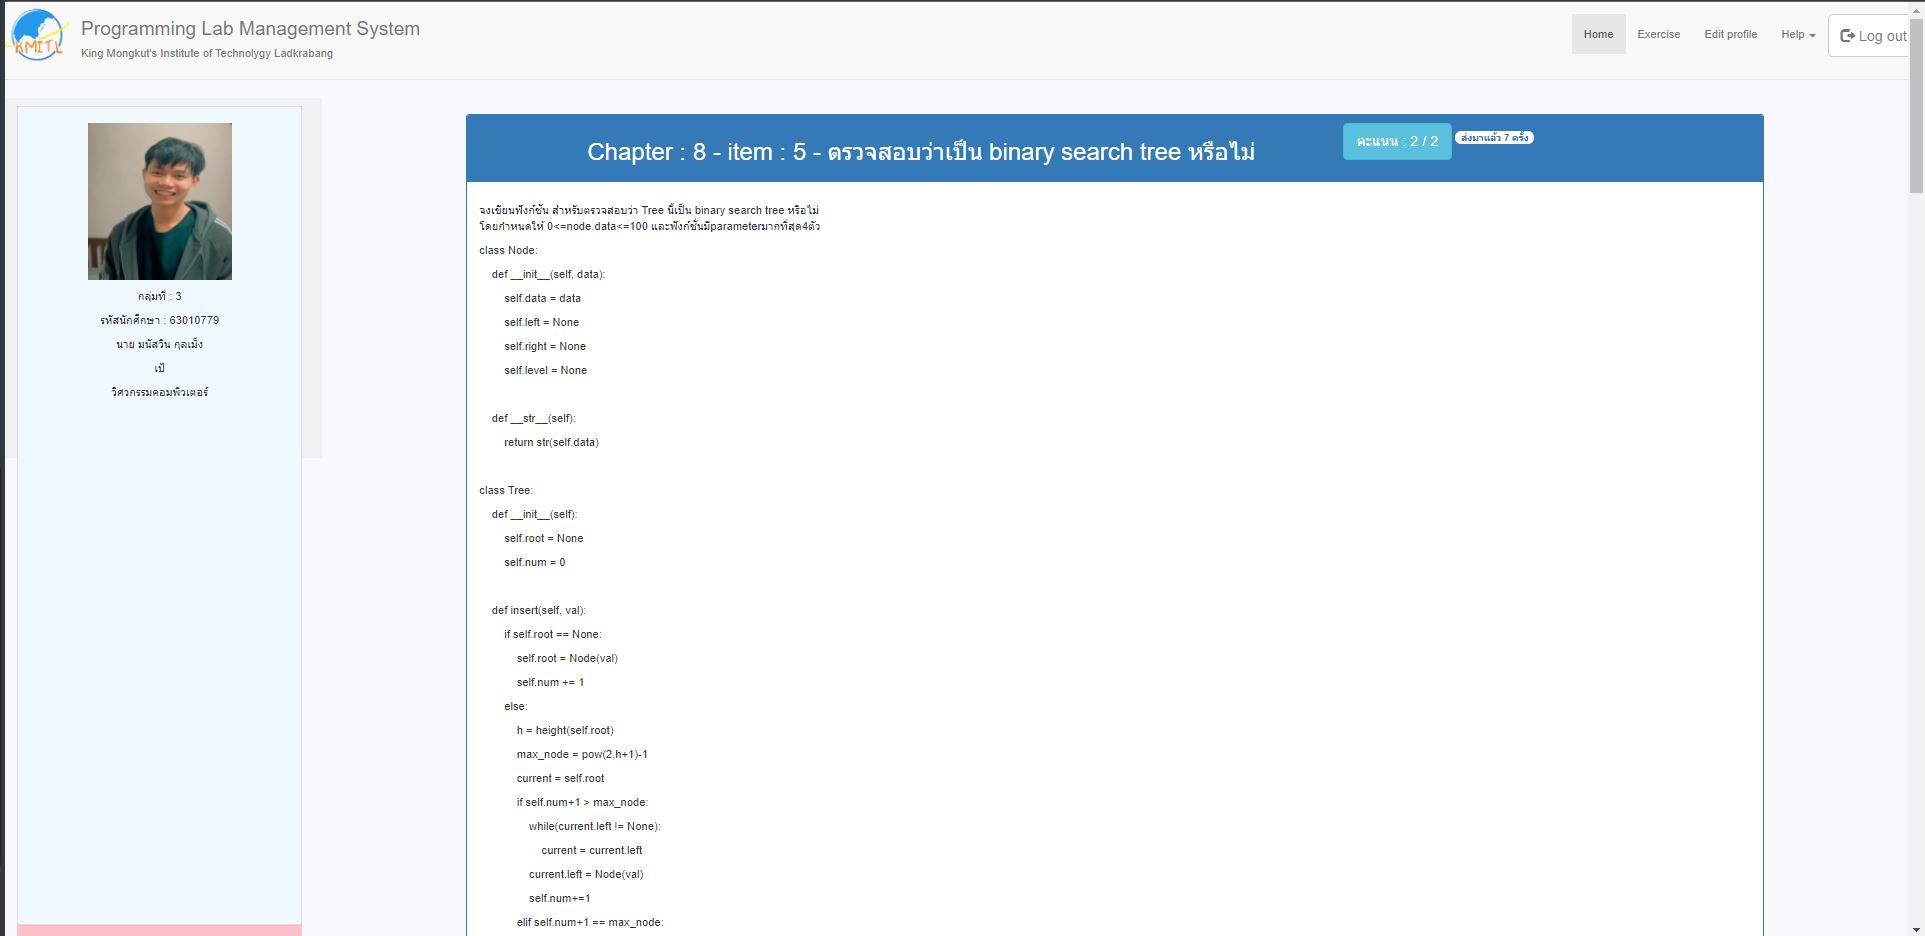 KMITL
Programming Lab Management System
King Mongkut's Institute of Technolygy Ladkrabang
Home
Exercise
Edit profile
Help
Log out
กลุ่มที่ : 3
รหัสนักศึกษา : 63010779
นาย มนัสวิน กุลเม็ง
เป้
วิศวกรรมคอมพิวเตอร์
Chapter : 8 - item : 5 - ตรวจสอบว่าเป็น binary search tree หรือไม่
คะแนน : 2 / 2
ส่งมาแล้ว 7 ครั้ง
จงเขียนฟังก์ชั่น สำหรับตรวจสอบว่า Tree นี้เป็น binary search tree หรือไม่
โดยกำหนดให้ 0<=node.data<=100 และฟังก์ชั่นมีparameterมากที่สุด4ตัว
class Node:
def __init__(self, data):
self.data = data
self.left = None
self.right = None
self.level = None
def __str__(self):
return str(self.data)
class Tree:
def __init__(self):
self.root = None
self.num = 0
def insert(self, val):
if self.root == None:
self.root = Node(val)
self.num += 1
else:
h = height(self.root)
max_node = pow(2,h+1)-1
current = self.root
if self.num+1 > max_node:
while(current.left != None):
current = current.left
current.left = Node(val)
self.num+=1
elif self.num+1 == max_node: